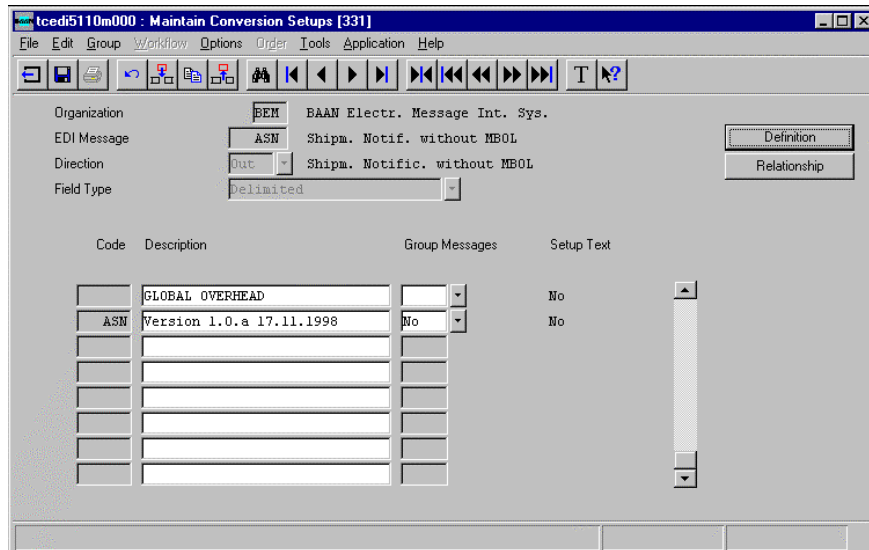 BAAN tcedi5110m000 : Maintain Conversion Setups [331]
File Edit Group Workflow Options Order Tools Application Help
T ?
Organization BEM BAAN Electr. Message Int. Sys.
EDI Message ASN Shipm. Notif. without MBOL Definition
Direction Out Shipm. Notific. without MBOL Relationship
Field Type Delimited
Code Description Group Messages Setup Text
GLOBAL OVERHEAD No
ASN Version 1.0.a 17.11.1998 No No